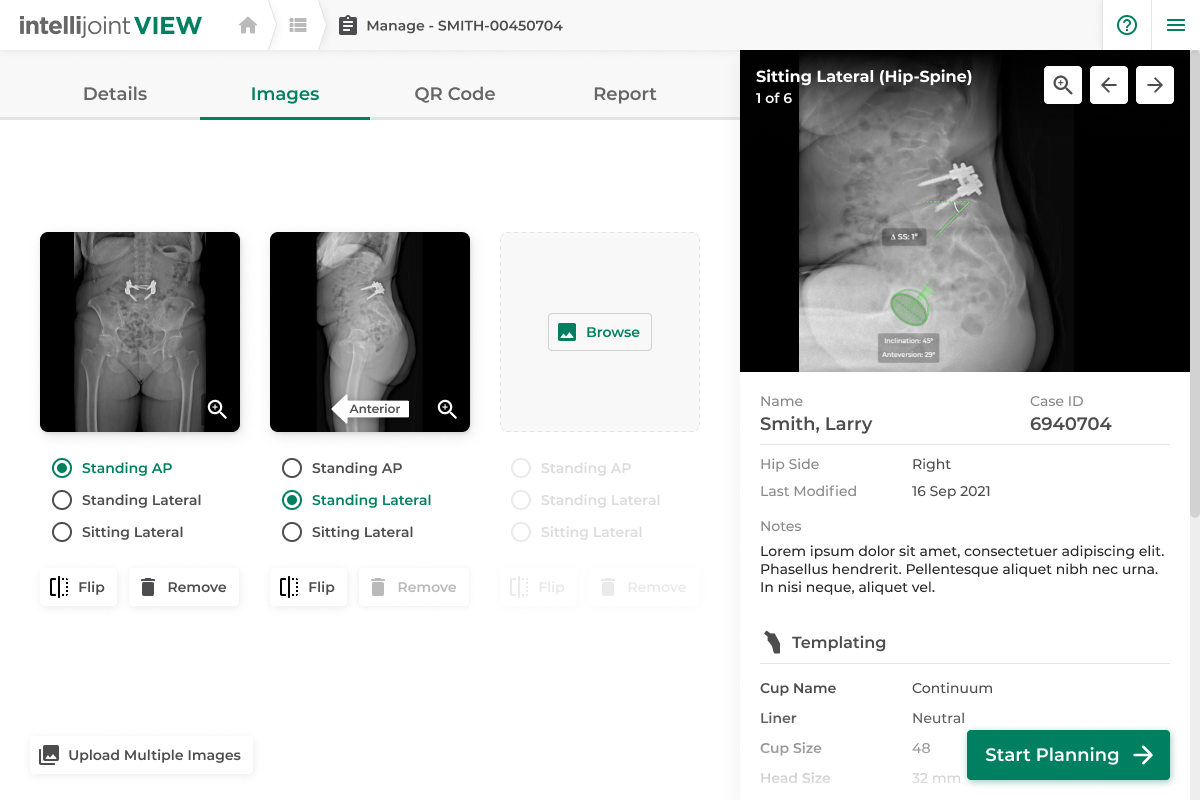 intellijoint VIEW
Manage - SMITH-00450704
Details
Images
QR Code
Report
Anterior
Standing AP
Standing Lateral
Sitting Lateral
Flip
Remove
Standing AP
Standing Lateral
Sitting Lateral
Flip
Remove
Browse
Standing AP
Standing Lateral
Sitting Lateral
Flip
Remove
Upload Multiple Images
Sitting Lateral (Hip-Spine)
1 of 6
Δ SS: 1°
Inclination: 43°
Anteversion: 29°
Name
Smith, Larry
Case ID
6940704
Hip Side
Right
Last Modified
16 Sep 2021
Notes
Lorem ipsum dolor sit amet, consectetuer adipiscing elit.
Phasellus hendrerit. Pellentesque aliquet nibh nec urna.
In nisi neque, aliquet vel.
Templating
Cup Name
Continuum
Liner
Neutral
Cup Size
48
Head Size
32 mm
Start Planning